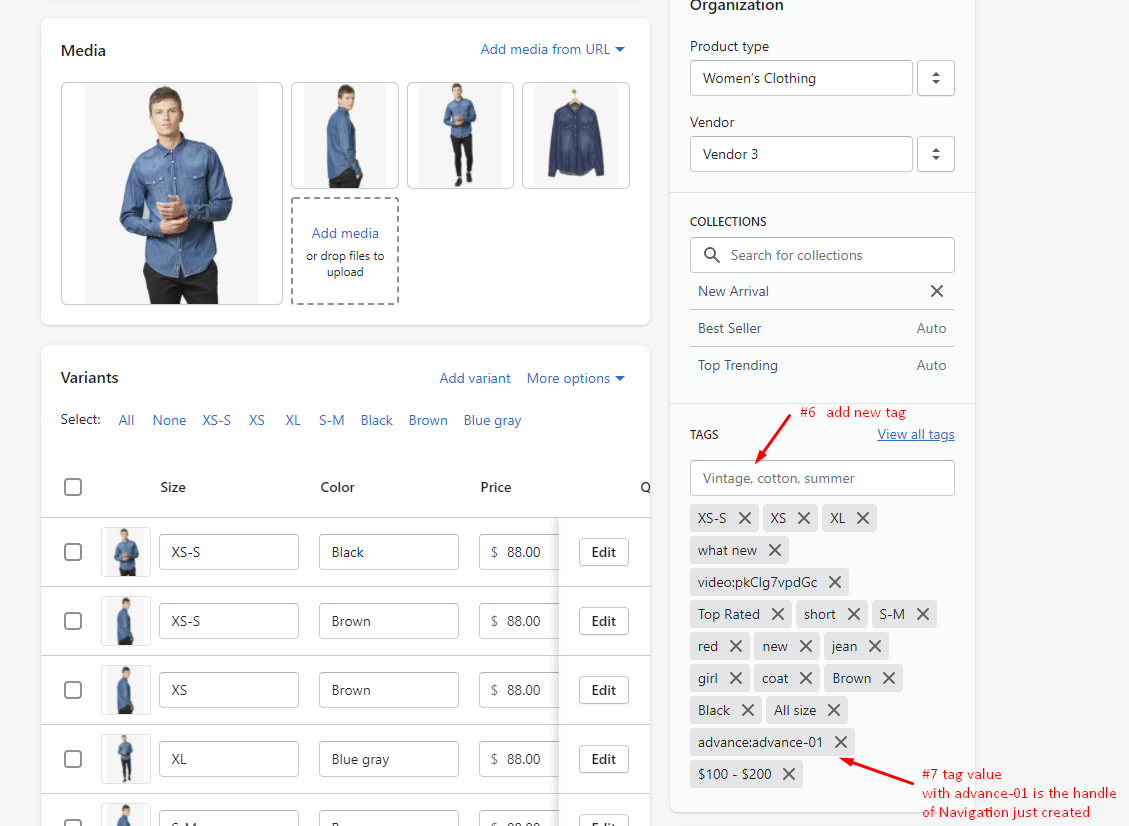 Media
Add media from URL
Add media
or drop files to
upload
Variants
Add variant More options
Select: All None XS-S XS XL S-M Black Brown Blue gray
Size Color Price Q
XS-S Black $ 88.00 Edit
XS-S Brown $ 88.00 Edit
XS Brown $ 88.00 Edit
XL Blue gray $ 88.00 Edit
Organization
Product type
Women's Clothing
Vendor
Vendor 3
COLLECTIONS
Search for collections
New Arrival
Best Seller Auto
Top Trending Auto
#6 add new tag
TAGS View all tags
Vintage, cotton, summer
XS-S XS XL
what new
video:pkClg7vpdGc
Top Rated short S-M
red new jean
girl coat Brown
Black All size
advance:advance-01
$100 - $200
#7 tag value
with advance-01 is the handle
of Navigation just created